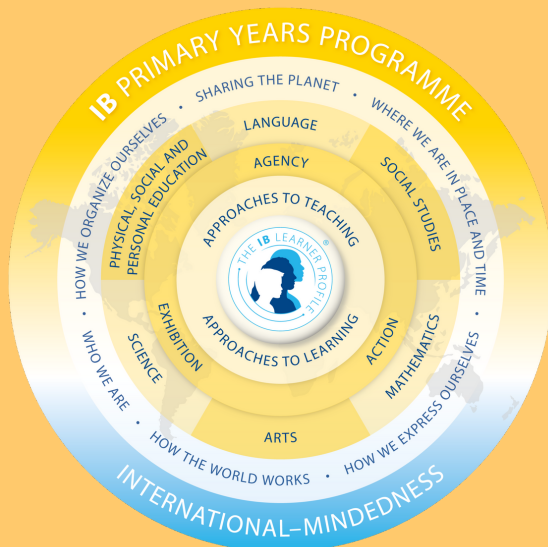 IB PRIMARY YEARS PROGRAMME
SHARING THE PLANET
•
WHERE WE ARE IN PLACE AND TIME
•
HOW WE EXPRESS OURSELVES
•
HOW THE WORLD WORKS
•
WHO WE ARE
•
HOW WE ORGANIZE OURSELVES
•
LANGUAGE
SOCIAL STUDIES
MATHEMATICS
ARTS
SCIENCE
PHYSICAL, SOCIAL AND
PERSONAL EDUCATION
AGENCY
ACTION
EXHIBITION
APPROACHES TO TEACHING
THE IB LEARNER PROFILE ®
APPROACHES TO LEARNING
INTERNATIONAL–MINDEDNESS